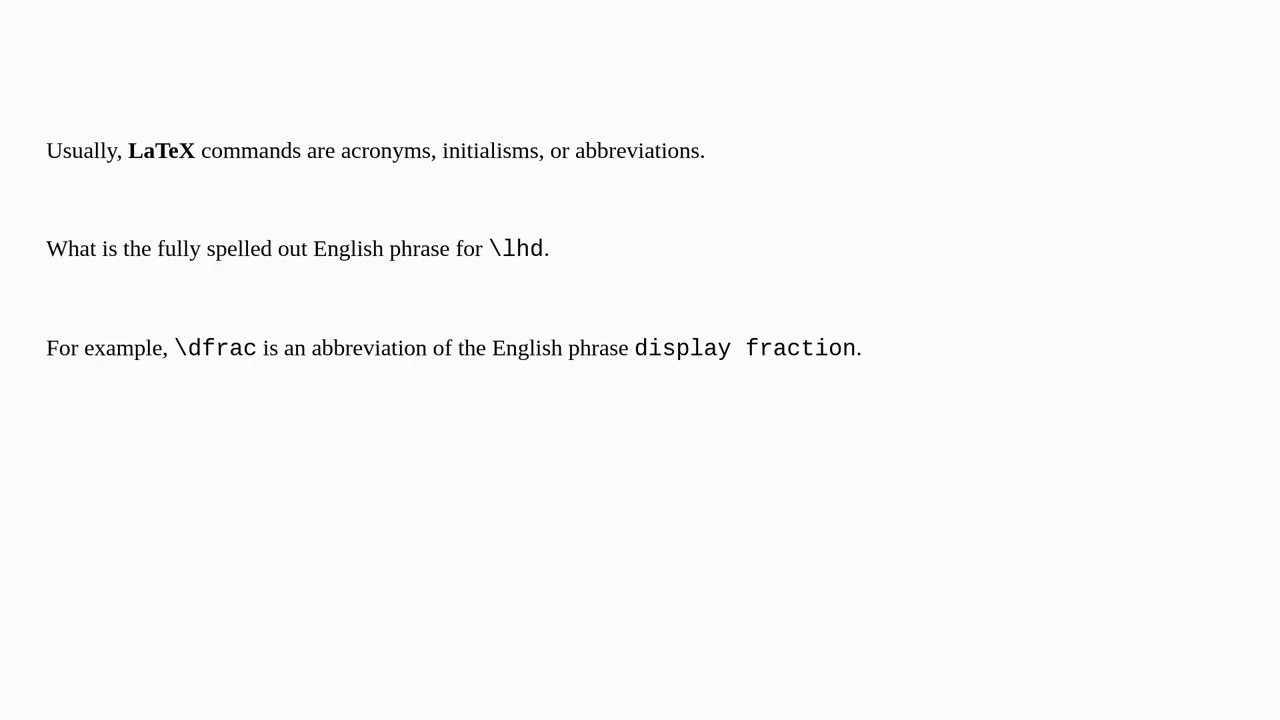 Usually, LaTeX commands are acronyms, initialisms, or abbreviations.
What is the fully spelled out English phrase for \lhd.
For example, \dfrac is an abbreviation of the English phrase display fraction.